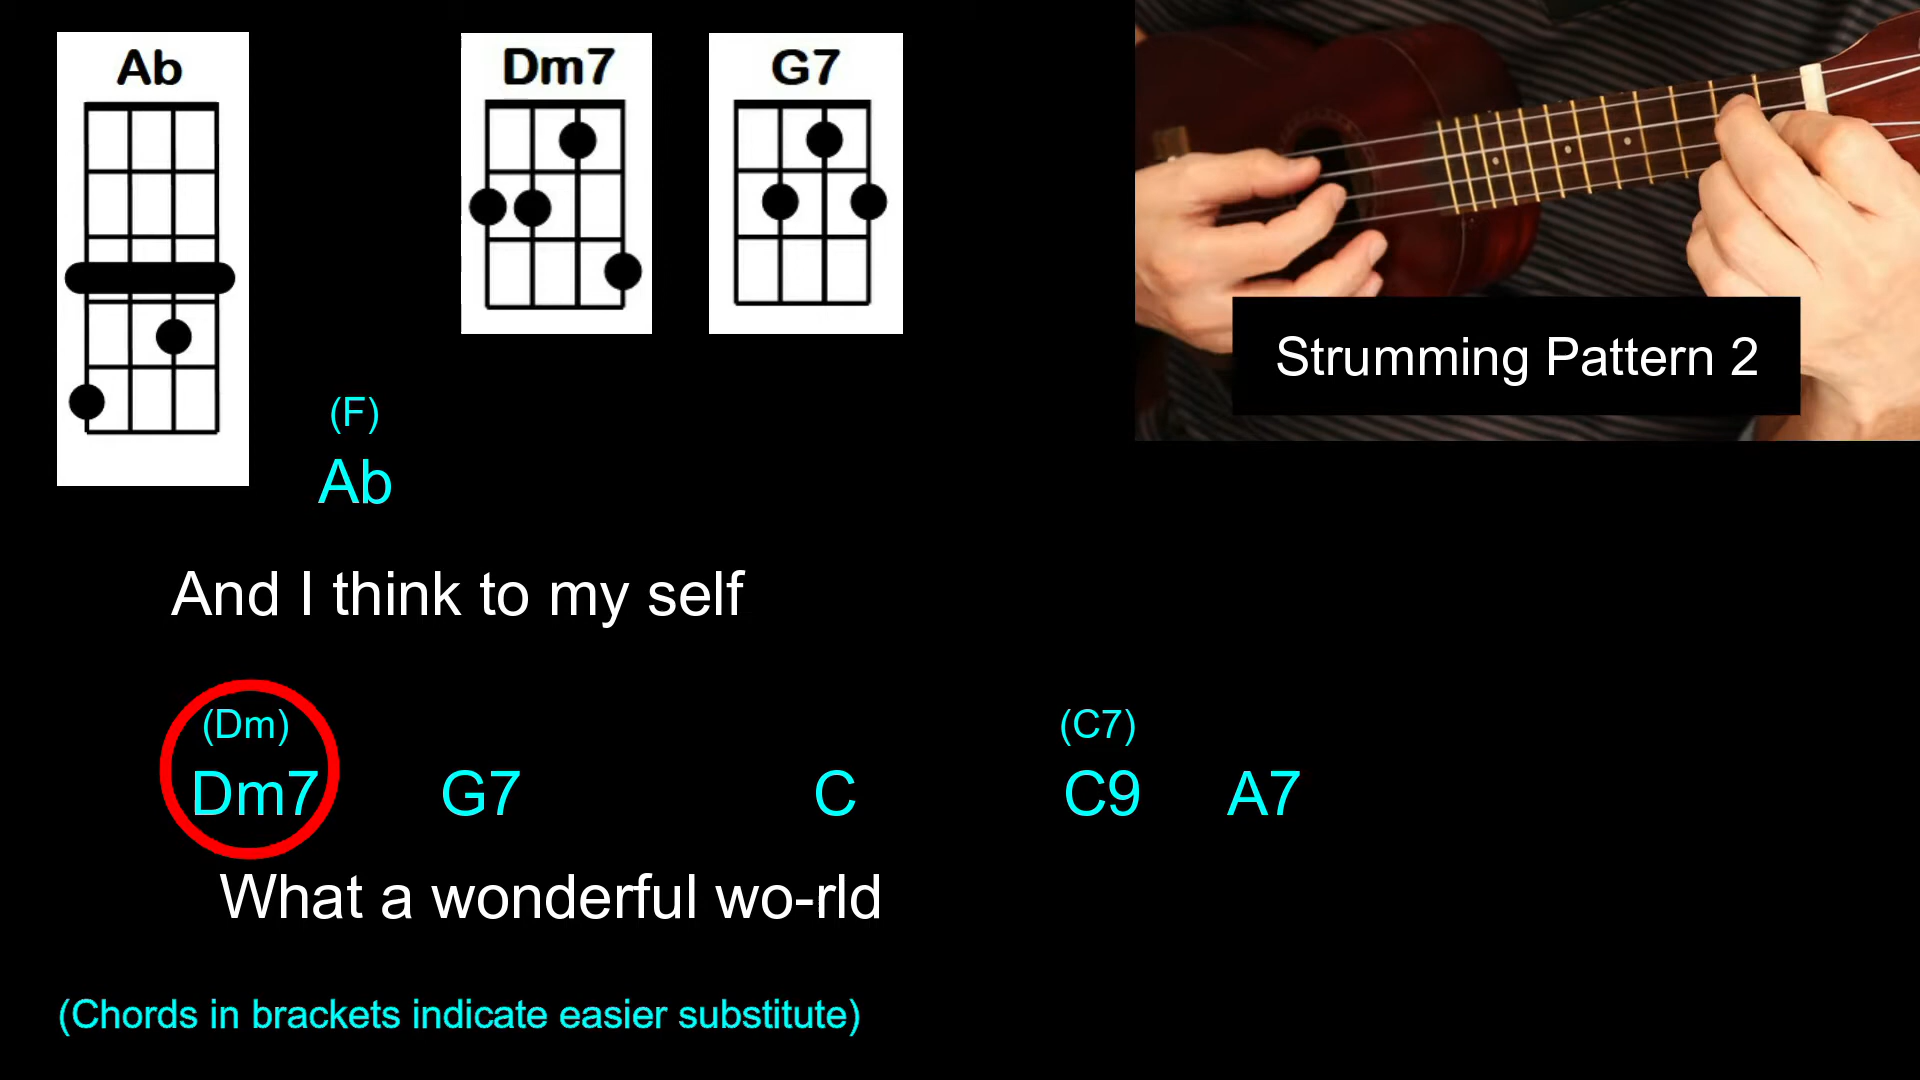 Ab
Dm7
G7
Strumming Pattern 2
(F)
Ab
And I think to my self
(Dm) (C7)
Dm7 G7 C C9 A7
What a wonderful wo-rld
(Chords in brackets indicate easier substitute)